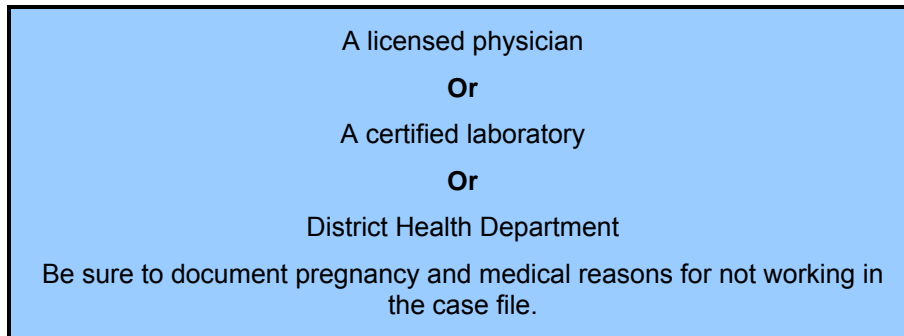 A licensed physician
Or
A certified laboratory
Or
District Health Department
Be sure to document pregnancy and medical reasons for not working in
the case file.